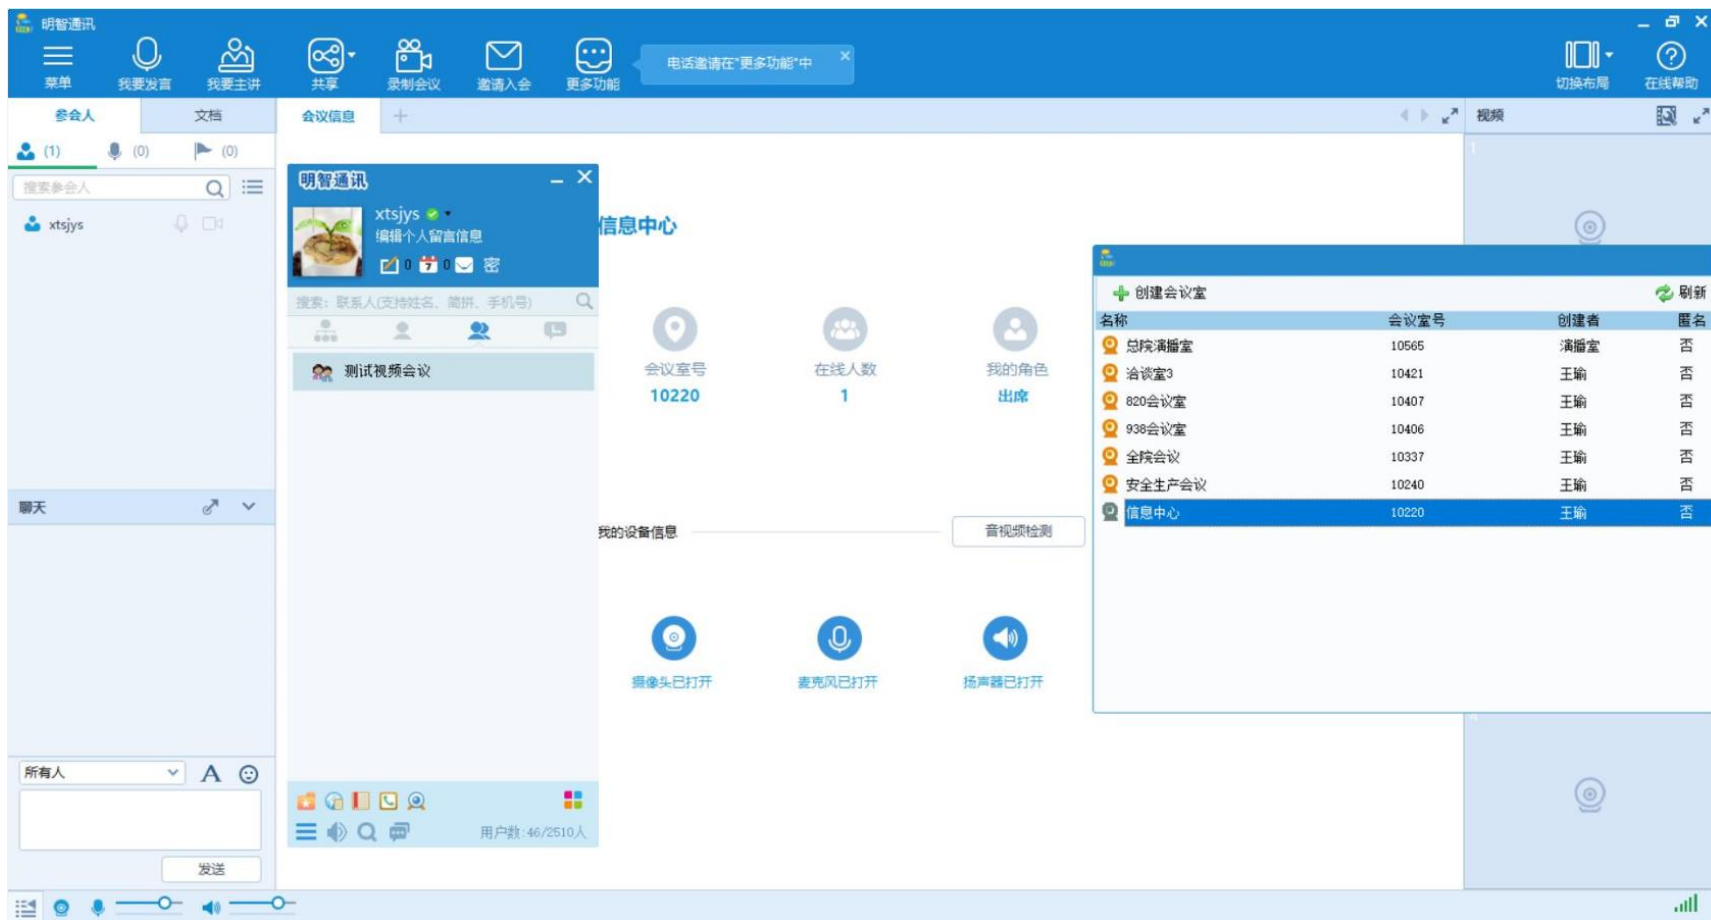 明智通讯
菜单
我要发言
我要主讲
共享
录制会议
邀请入会
更多功能
电话邀请在"更多功能"中
切换布局
在线帮助
参会人
文档
会议信息
视频
(1)
(0)
(0)
1
搜索参会人
xtsjys
明智通讯
xtsjys
编辑个人留言信息
0
7
0
密
搜索：联系人(支持姓名、简拼、手机号)
测试视频会议
用户数:46/2510人
信息中心
会议室号
10220
在线人数
1
我的角色
出席
我的设备信息
音视频检测
摄像头已打开
麦克风已打开
扬声器已打开
创建会议室
刷新
名称 会议室号 创建者 匿名
总院演播室 10565 演播室 否
洽谈室3 10421 王瑜 否
820会议室 10407 王瑜 否
938会议室 10406 王瑜 否
全院会议 10337 王瑜 否
安全生产会议 10240 王瑜 否
信息中心 10220 王瑜 否
4
聊天
所有人
A
发送